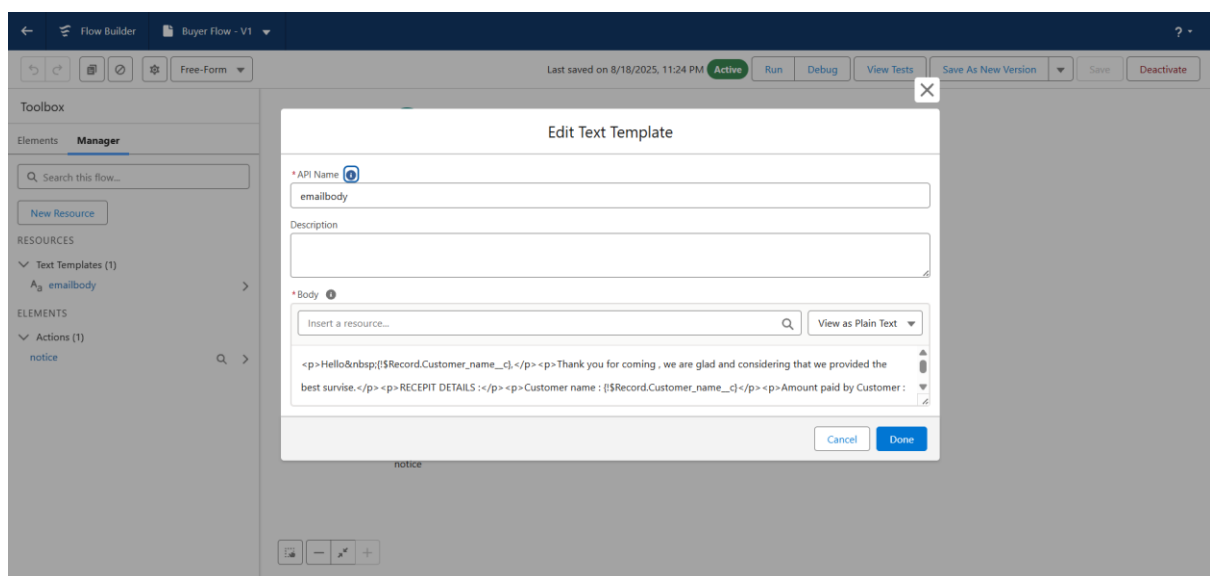 Flow Builder
Buyer Flow - V1
?
Free-Form
Last saved on 8/18/2025, 11:24 PM
Active
Run
Debug
View Tests
Save As New Version
Save
Deactivate
Toolbox
Elements
Manager
Search this flow...
New Resource
RESOURCES
Text Templates (1)
Aa emailbody
ELEMENTS
Actions (1)
notice
Edit Text Template
*API Name
emailbody
Description
*Body
Insert a resource...
View as Plain Text
<p>Hello&nbsp;{!$Record.Customer_name__c},</p><p>Thank you for coming , we are glad and considering that we provided the
best survise.</p><p>RECEPIT DETAILS :</p><p>Customer name : {!$Record.Customer_name__c}</p><p>Amount paid by Customer :
Cancel
Done
notice